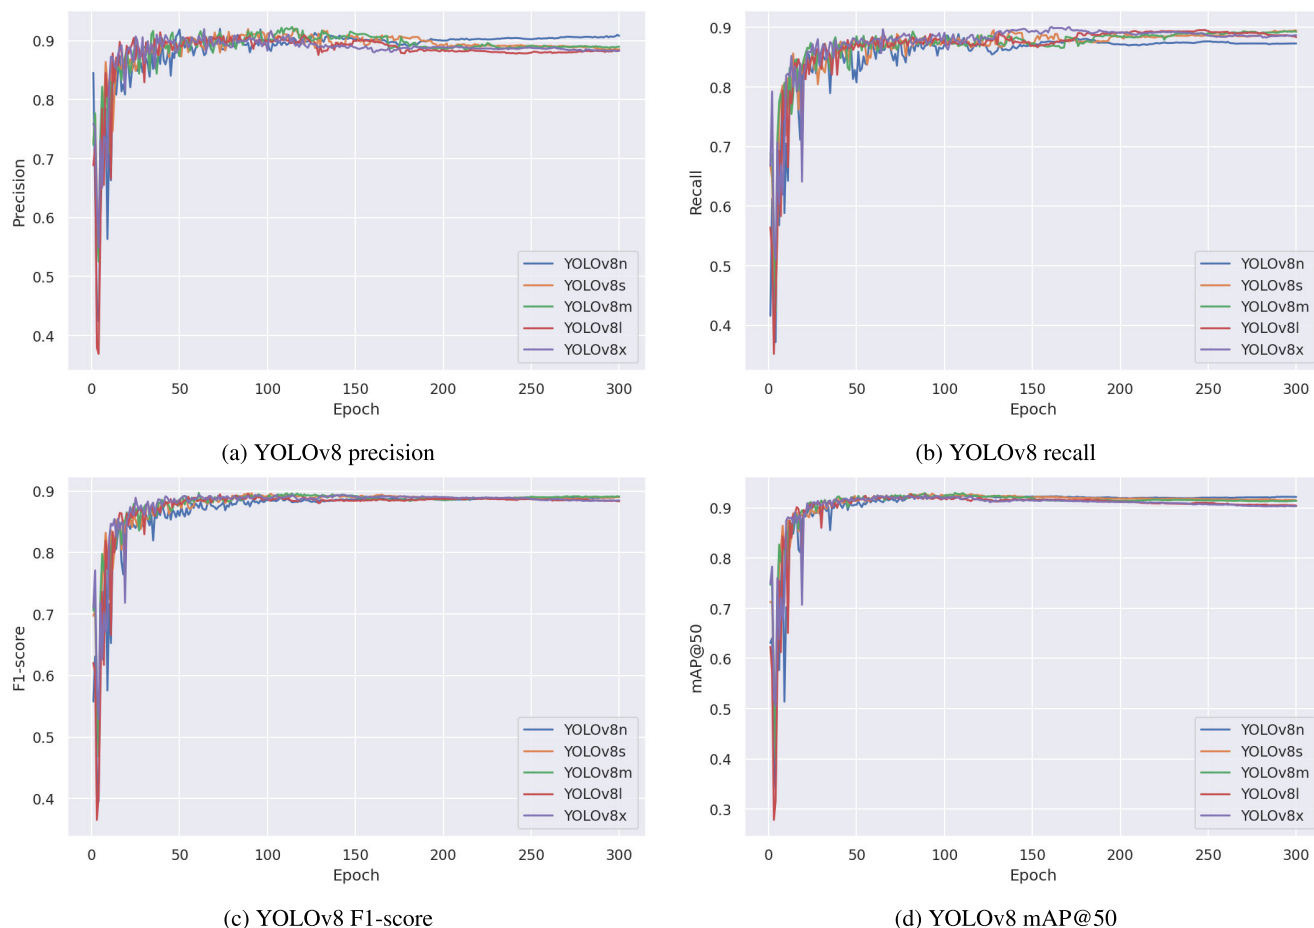 0.9
0.8
0.7
0.6
0.5
0.4
Precision
0 50 100 150 200 250 300
Epoch
YOLOv8n
YOLOv8s
YOLOv8m
YOLOv8l
YOLOv8x
(a) YOLOv8 precision
0.9
0.8
0.7
0.6
0.5
0.4
Recall
0 50 100 150 200 250 300
Epoch
YOLOv8n
YOLOv8s
YOLOv8m
YOLOv8l
YOLOv8x
(b) YOLOv8 recall
0.9
0.8
0.7
0.6
0.5
0.4
F1-score
0 50 100 150 200 250 300
Epoch
YOLOv8n
YOLOv8s
YOLOv8m
YOLOv8l
YOLOv8x
(c) YOLOv8 F1-score
0.9
0.8
0.7
0.6
0.5
0.4
0.3
mAP@50
0 50 100 150 200 250 300
Epoch
YOLOv8n
YOLOv8s
YOLOv8m
YOLOv8l
YOLOv8x
(d) YOLOv8 mAP@50